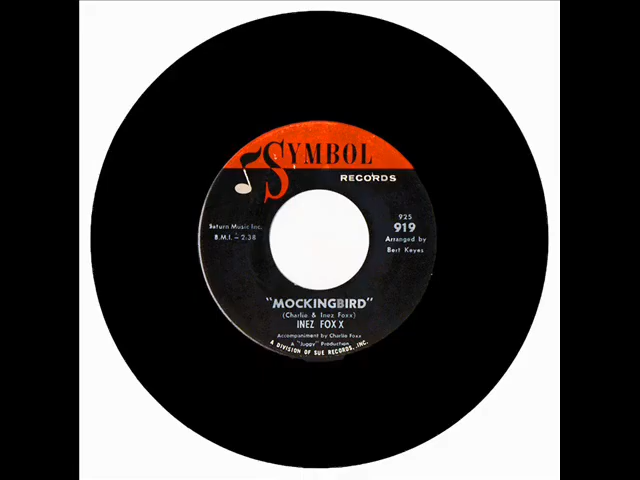 SYMBOL
RECORDS
925
Saturn Music Inc.
919
B.M.I. – 2:38
Arranged by
Bert Keyes
"MOCKINGBIRD"
(Charlie & Inez Foxx)
INEZ FOXX
Accompaniment by Charlie Foxx
A "Juggy" Production
A DIVISION OF SUE RECORDS, INC.